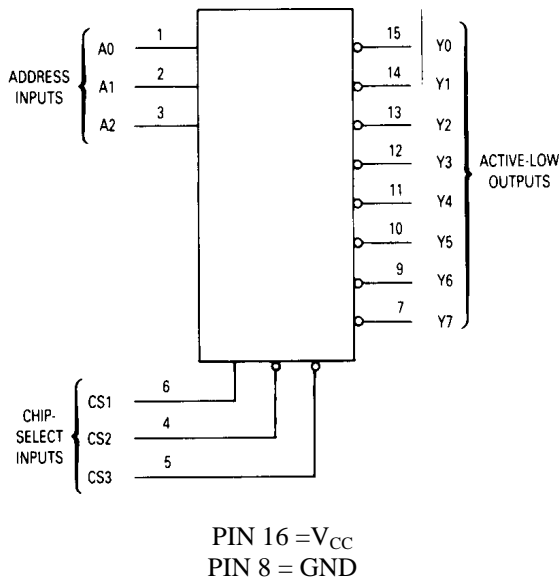 ADDRESS
INPUTS
A0 1
A1 2
A2 3
15 Y0
14 Y1
13 Y2
12 Y3
11 Y4
10 Y5
9 Y6
7 Y7
ACTIVE-LOW
OUTPUTS
CHIP-
SELECT
INPUTS
CS1 6
CS2 4
CS3 5
PIN 16 =VCC
PIN 8 = GND